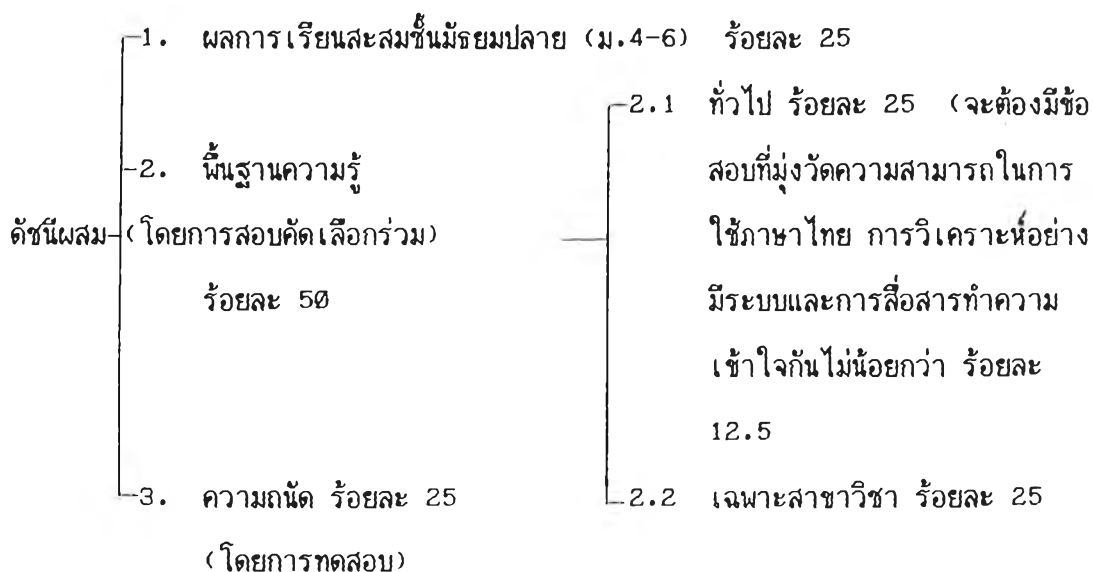 1. ผลการเรียนสะสมชั้นมัธยมปลาย (ม.4-6) ร้อยละ 25
2. พื้นฐานความรู้
ดัชนีผสม (โดยการสอบคัดเลือกร่วม)
ร้อยละ 50
2.1 ทั่วไป ร้อยละ 25 (จะต้องมีข้อ
สอบที่มุ่งวัดความสามารถในการ
ใช้ภาษาไทย การวิเคราะห์อย่าง
มีระบบและการสื่อสารทำความ
เข้าใจกันไม่น้อยกว่า ร้อยละ
12.5
2.2 เฉพาะสาขาวิชา ร้อยละ 25
3. ความถนัด ร้อยละ 25
(โดยการทดสอบ)